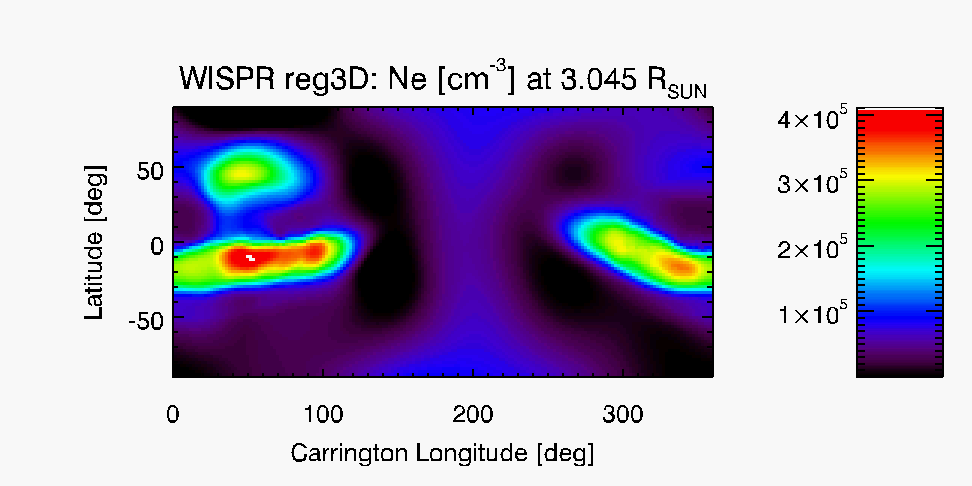 WISPR reg3D: Ne [cm⁻³] at 3.045 R_SUN
4×10⁵
3×10⁵
2×10⁵
1×10⁵
50
0
-50
Latitude [deg]
0 100 200 300
Carrington Longitude [deg]